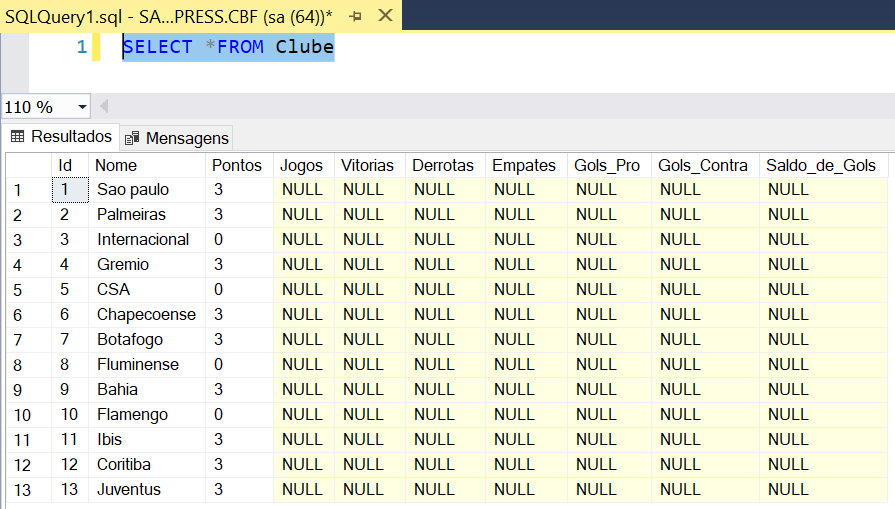 SQLQuery1.sql - SA...PRESS.CBF (sa (64))*
1 SELECT *FROM Clube
110 %
Resultados Mensagens
Id Nome Pontos Jogos Vitorias Derrotas Empates Gols_Pro Gols_Contra Saldo_de_Gols
1 1 Sao paulo 3 NULL NULL NULL NULL NULL NULL NULL
2 2 Palmeiras 3 NULL NULL NULL NULL NULL NULL NULL
3 3 Internacional 0 NULL NULL NULL NULL NULL NULL NULL
4 4 Gremio 3 NULL NULL NULL NULL NULL NULL NULL
5 5 CSA 0 NULL NULL NULL NULL NULL NULL NULL
6 6 Chapecoense 3 NULL NULL NULL NULL NULL NULL NULL
7 7 Botafogo 3 NULL NULL NULL NULL NULL NULL NULL
8 8 Fluminense 0 NULL NULL NULL NULL NULL NULL NULL
9 9 Bahia 3 NULL NULL NULL NULL NULL NULL NULL
10 10 Flamengo 0 NULL NULL NULL NULL NULL NULL NULL
11 11 Ibis 3 NULL NULL NULL NULL NULL NULL NULL
12 12 Coritiba 3 NULL NULL NULL NULL NULL NULL NULL
13 13 Juventus 3 NULL NULL NULL NULL NULL NULL NULL